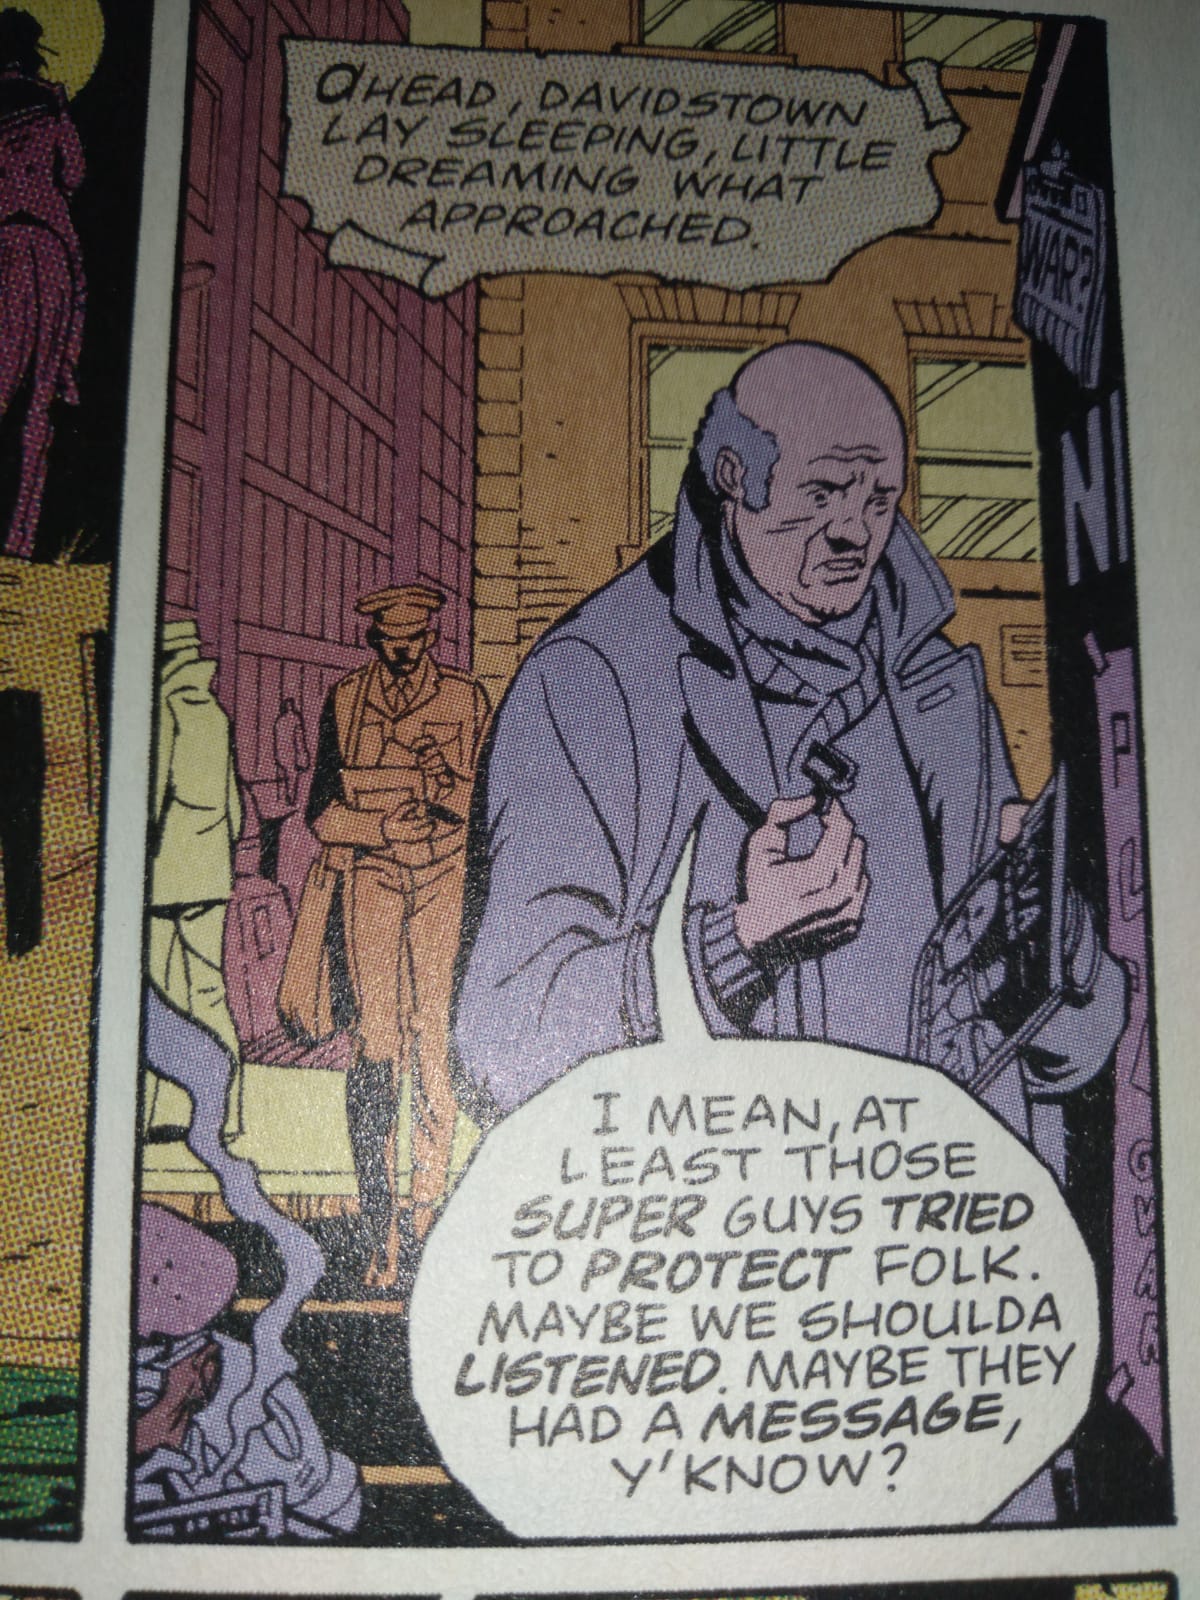 AHEAD, DAVIDSTOWN
LAY SLEEPING, LITTLE
DREAMING WHAT
APPROACHED.
WAR?
I MEAN, AT
LEAST THOSE
SUPER GUYS TRIED
TO PROTECT FOLK.
MAYBE WE SHOULDA
LISTENED. MAYBE THEY
HAD A MESSAGE,
Y'KNOW?